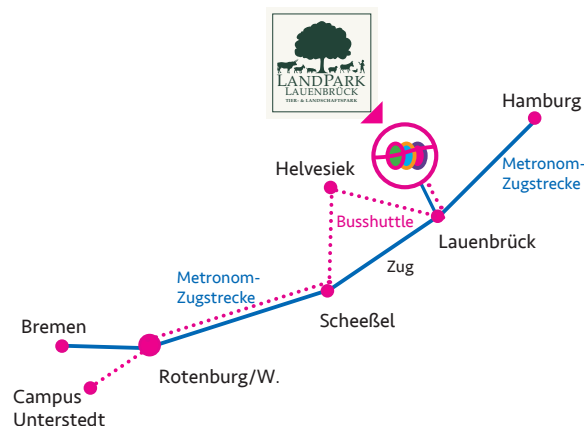 LANDPARK
LAUENBRÜCK
TIER- & LANDSCHAFTSPARK
Hamburg
Metronom-
Zugstrecke
Helvesiek
Busshuttle
Lauenbrück
Zug
Metronom-
Zugstrecke
Scheeßel
Bremen
Rotenburg/W.
Campus
Unterstedt